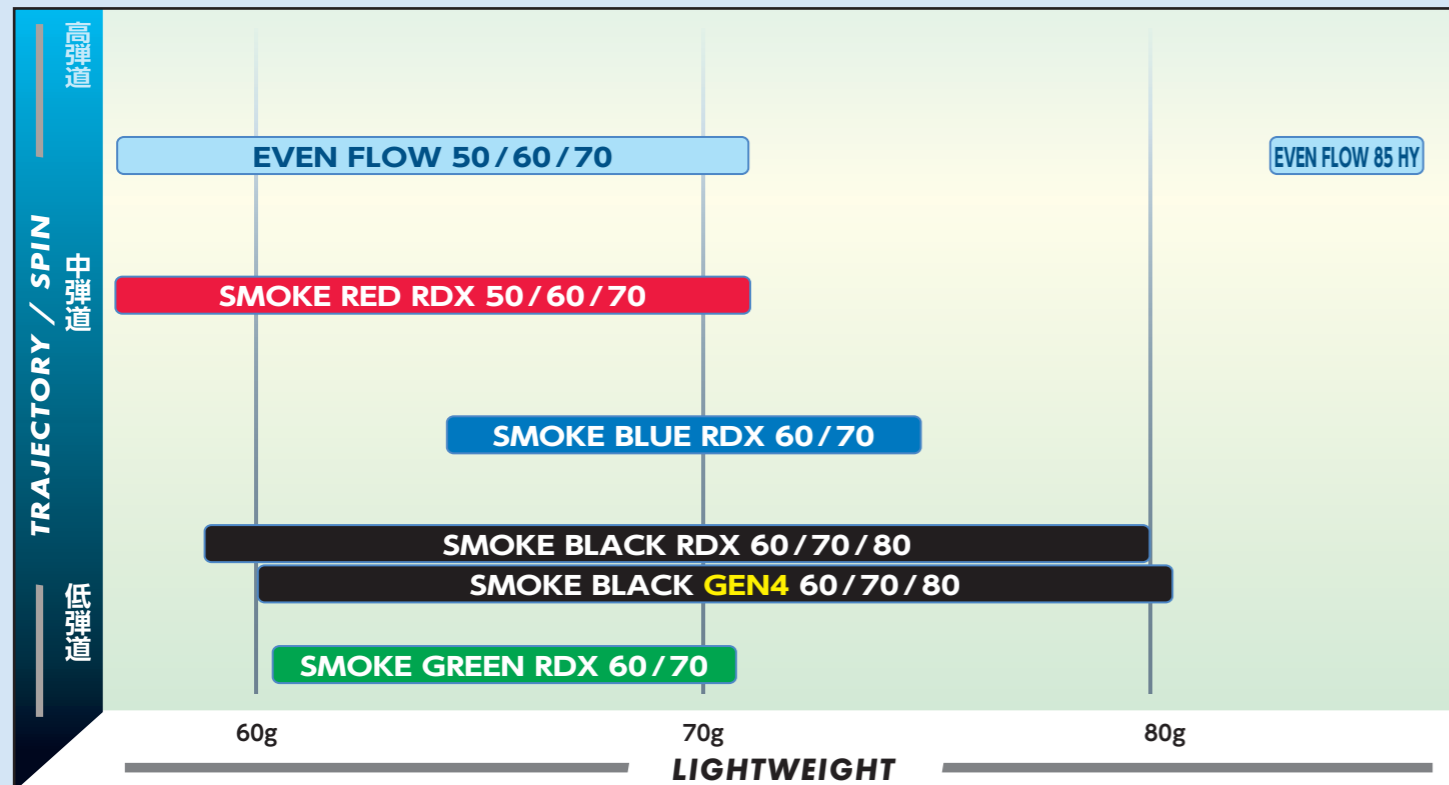 高弾道
中弾道
低弾道
TRAJECTORY / SPIN
EVEN FLOW 50/60/70
EVEN FLOW 85 HY
SMOKE RED RDX 50/60/70
SMOKE BLUE RDX 60/70
SMOKE BLACK RDX 60/70/80
SMOKE BLACK GEN4 60/70/80
SMOKE GREEN RDX 60/70
60g
70g
80g
LIGHTWEIGHT